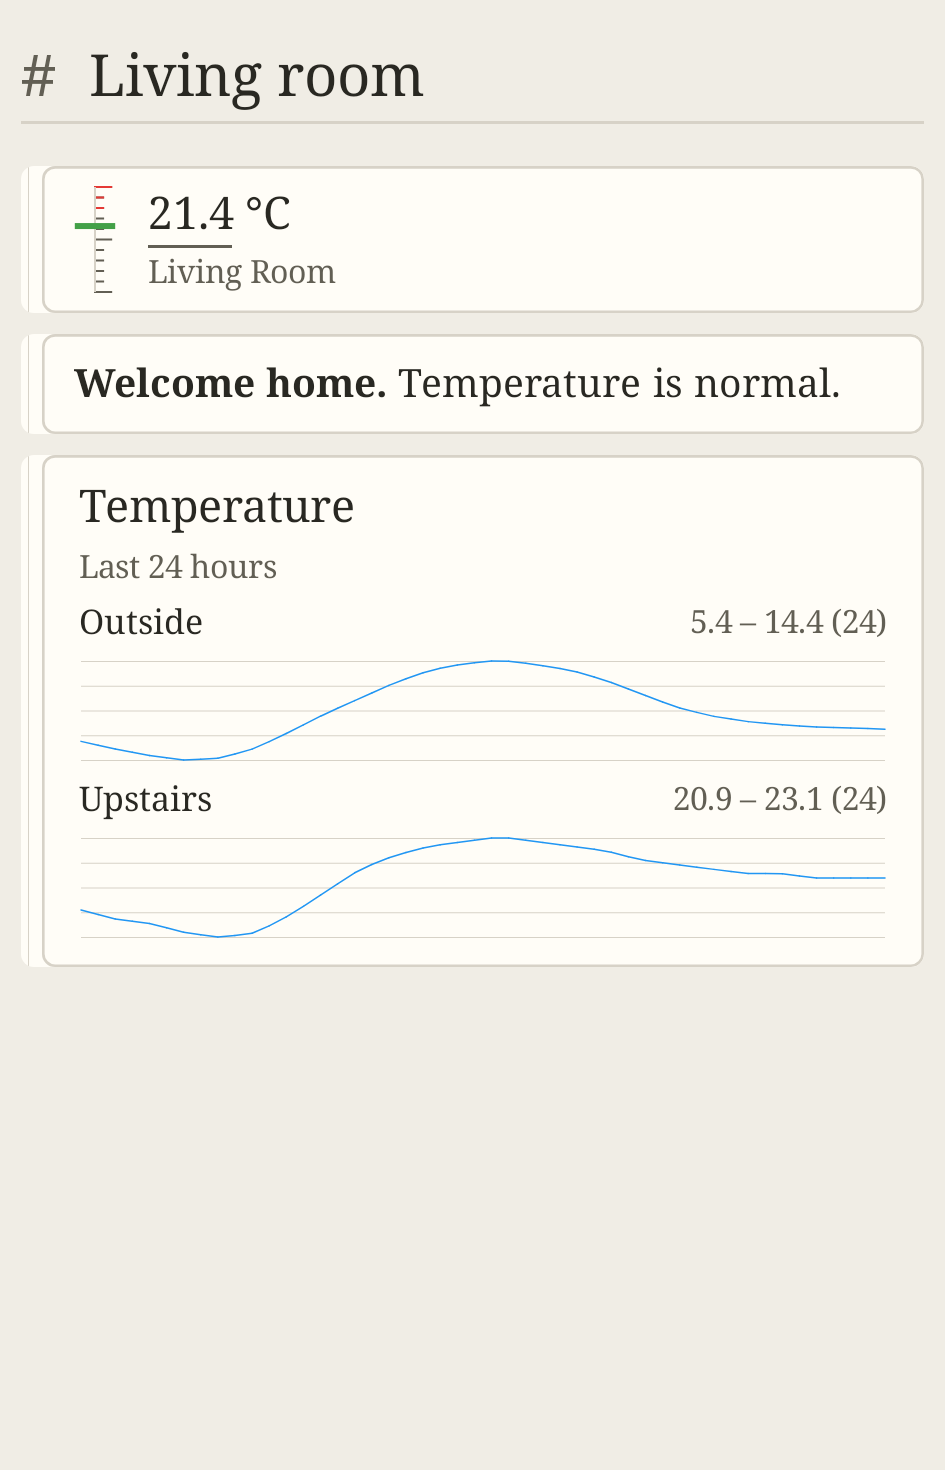 # Living room
21.4 °C
Living Room
Welcome home. Temperature is normal.
Temperature
Last 24 hours
Outside 5.4 – 14.4 (24)
Upstairs 20.9 – 23.1 (24)